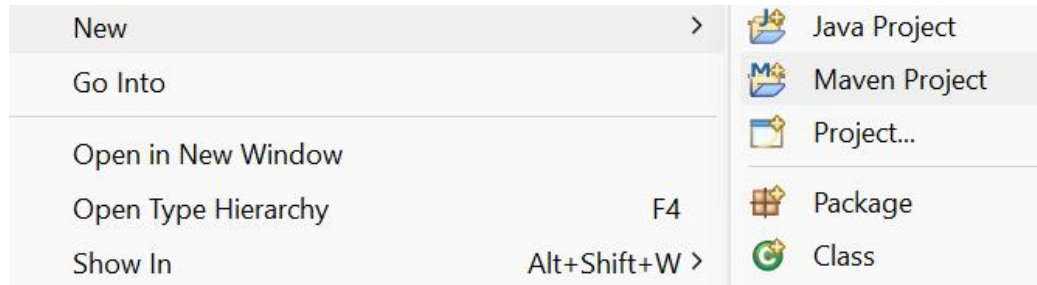 New >
Go Into
Open in New Window
Open Type Hierarchy F4
Show In Alt+Shift+W >
Java Project
Maven Project
Project...
Package
Class